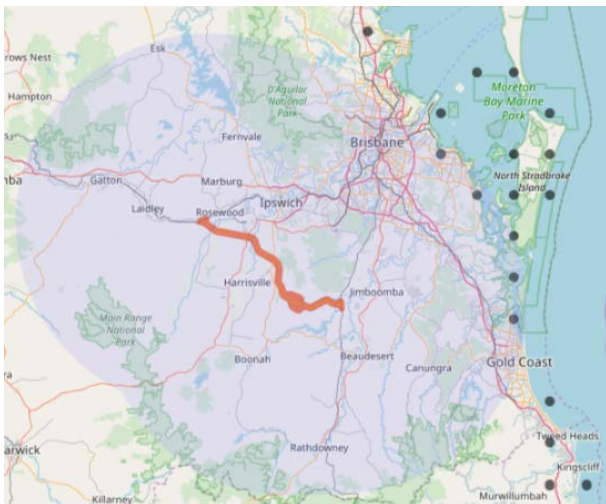 Esk
rows Nest
D'Aguilar
National
Park
Moreton
Bay Marine
Park
Hampton
Fernvale
Brisbane
mba
Gatton
Marburg
North Stradbroke
Island
Laidley
Rosewood
Ipswich
Harrisville
Jimboomba
Main Range
National
Park
Boonah
Beaudesert
Canungra
Gold Coast
Tweed Heads
Rathdowney
arwick
Kingscliff
Killarney
Murwillumbah